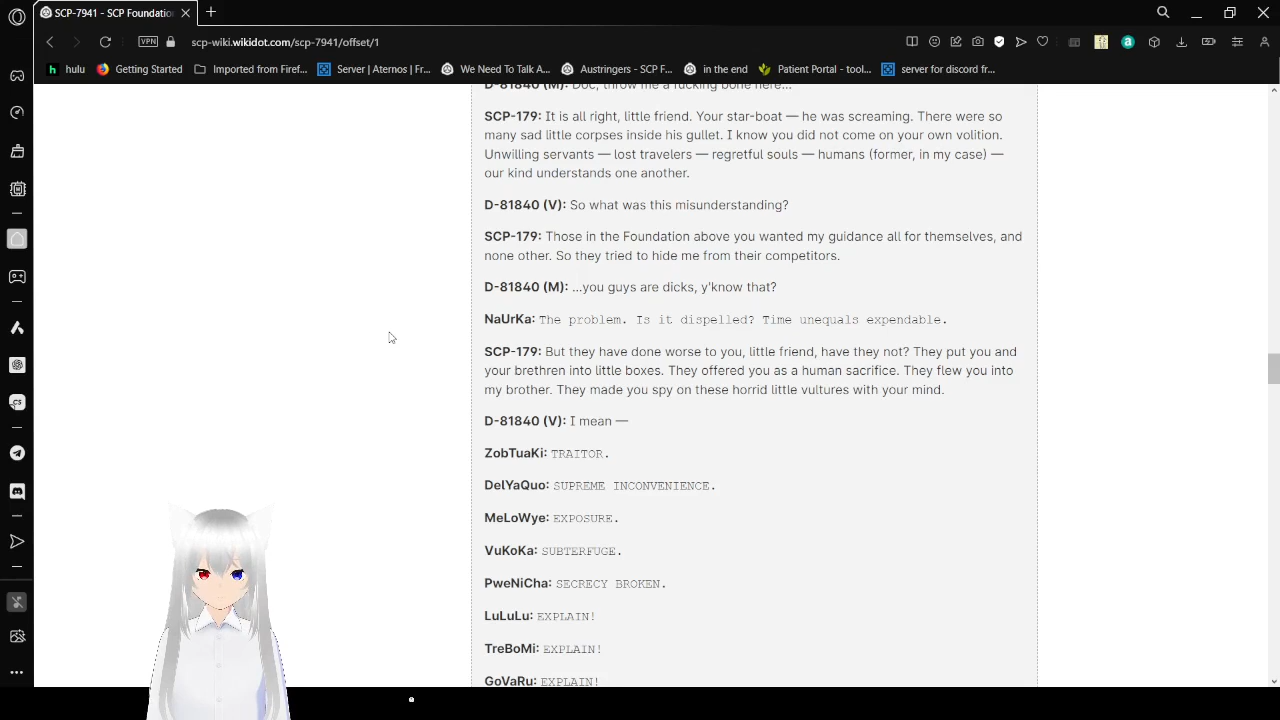 SCP-7941 - SCP Foundatio
scp-wiki.wikidot.com/scp-7941/offset/1
VPN
hulu
Getting Started
Imported from Firef...
Server | Aternos | Fr...
We Need To Talk A...
Austringers - SCP F...
in the end
Patient Portal - tool...
server for discord fr...
D-81840 (M): Doc, throw me a fucking bone here...
SCP-179: It is all right, little friend. Your star-boat — he was screaming. There were so
many sad little corpses inside his gullet. I know you did not come on your own volition.
Unwilling servants — lost travelers — regretful souls — humans (former, in my case) —
our kind understands one another.
D-81840 (V): So what was this misunderstanding?
SCP-179: Those in the Foundation above you wanted my guidance all for themselves, and
none other. So they tried to hide me from their competitors.
D-81840 (M): …you guys are dicks, y'know that?
NaUrKa: The problem. Is it dispelled? Time unequals expendable.
SCP-179: But they have done worse to you, little friend, have they not? They put you and
your brethren into little boxes. They offered you as a human sacrifice. They flew you into
my brother. They made you spy on these horrid little vultures with your mind.
D-81840 (V): I mean —
ZobTuaKi: TRAITOR.
DelYaQuo: SUPREME INCONVENIENCE.
MeLoWye: EXPOSURE.
VuKoKa: SUBTERFUGE.
PweNiCha: SECRECY BROKEN.
LuLuLu: EXPLAIN!
TreBoMi: EXPLAIN!
GoVaRu: EXPLAIN!